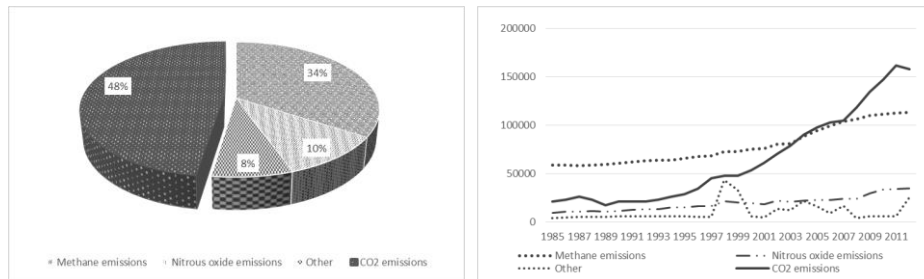 48%
34%
10%
8%
Methane emissions Nitrous oxide emissions Other CO2 emissions
200000
150000
100000
50000
0
1985 1987 1989 1991 1993 1995 1997 1999 2001 2003 2005 2007 2009 2011
Methane emissions Nitrous oxide emissions
Other CO2 emissions